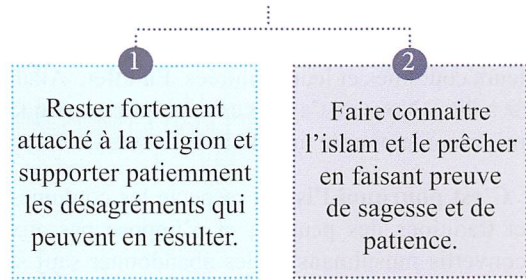 1
Rester fortement
attaché à la religion et
supporter patiemment
les désagréments qui
peuvent en résulter.
2
Faire connaitre
l’islam et le prêcher
en faisant preuve
de sagesse et de
patience.